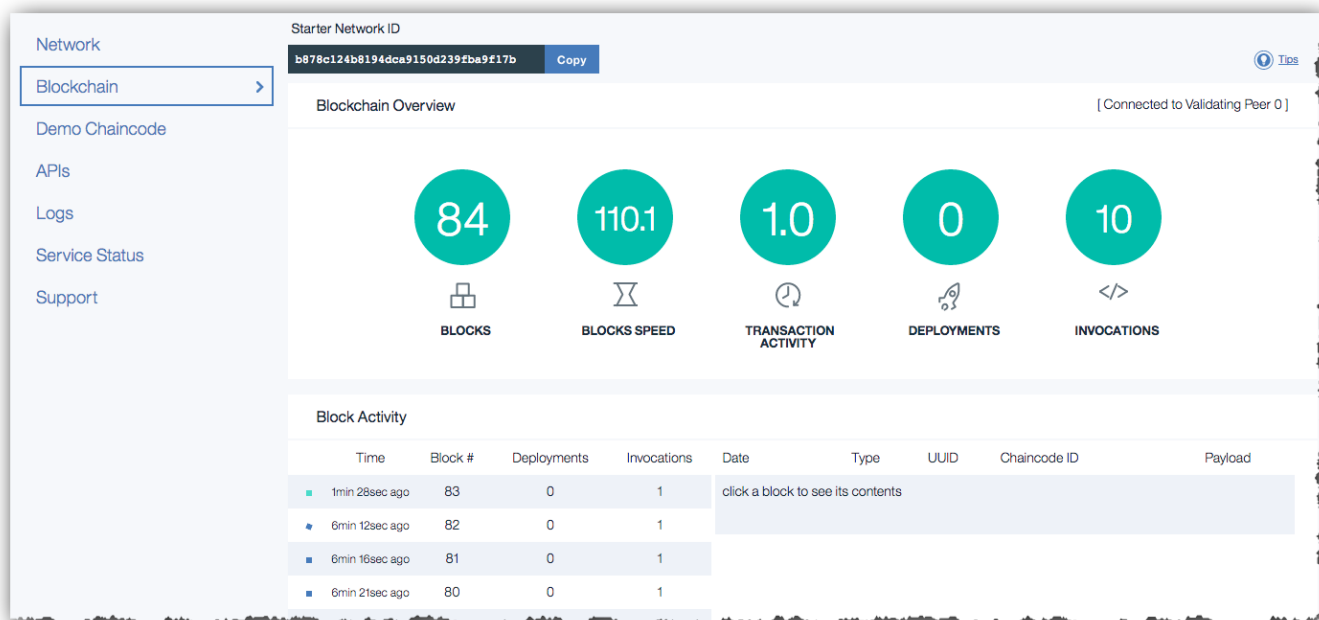 Starter Network ID
b878c124b8194dca9150d239fba9f17b Copy
Tips
Network
Blockchain
Demo Chaincode
APIs
Logs
Service Status
Support
Blockchain Overview [ Connected to Validating Peer 0 ]
84 110.1 1.0 0 10
</>
BLOCKS BLOCKS SPEED TRANSACTION DEPLOYMENTS INVOCATIONS
ACTIVITY
Block Activity
Time Block # Deployments Invocations Date Type UUID Chaincode ID Payload
1min 28sec ago 83 0 1 click a block to see its contents
6min 12sec ago 82 0 1
6min 16sec ago 81 0 1
6min 21sec ago 80 0 1